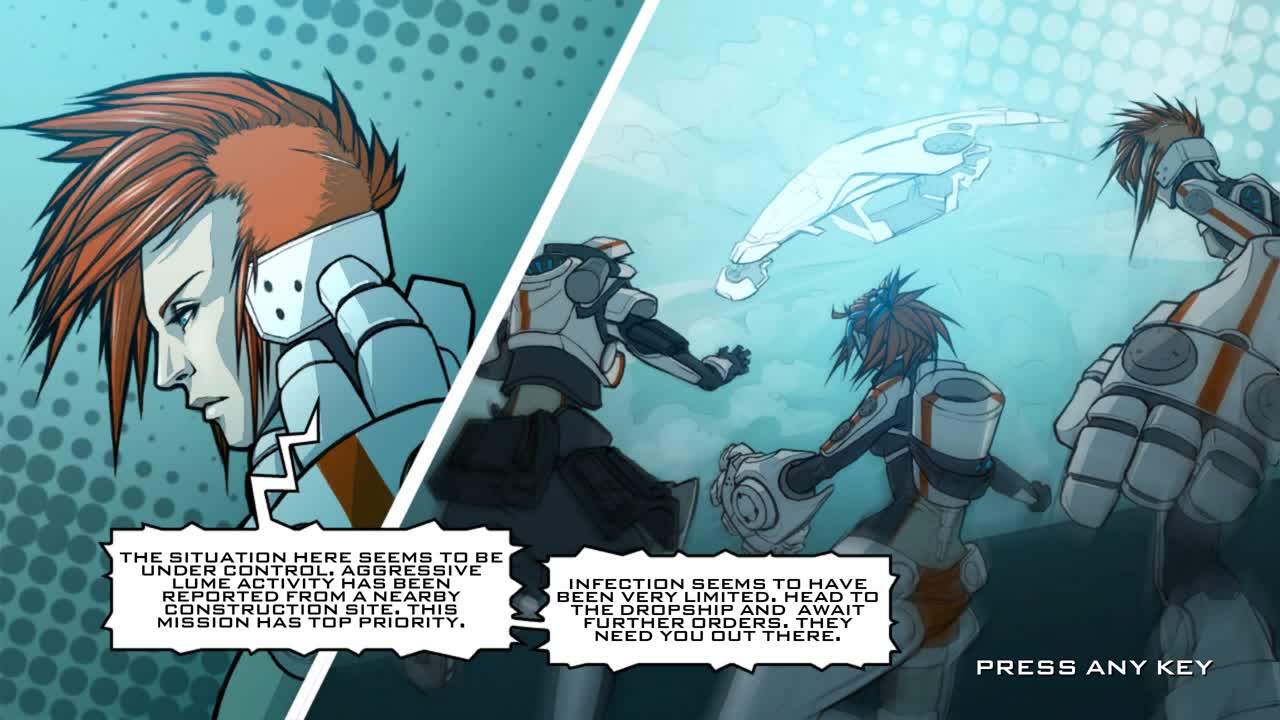 THE SITUATION HERE SEEMS TO BE
UNDER CONTROL. AGGRESSIVE
LUME ACTIVITY HAS BEEN
REPORTED FROM A NEARBY
CONSTRUCTION SITE. THIS
MISSION HAS TOP PRIORITY.
INFECTION SEEMS TO HAVE
BEEN VERY LIMITED. HEAD TO
THE DROPSHIP AND AWAIT
FURTHER ORDERS. THEY
NEED YOU OUT THERE.
PRESS ANY KEY